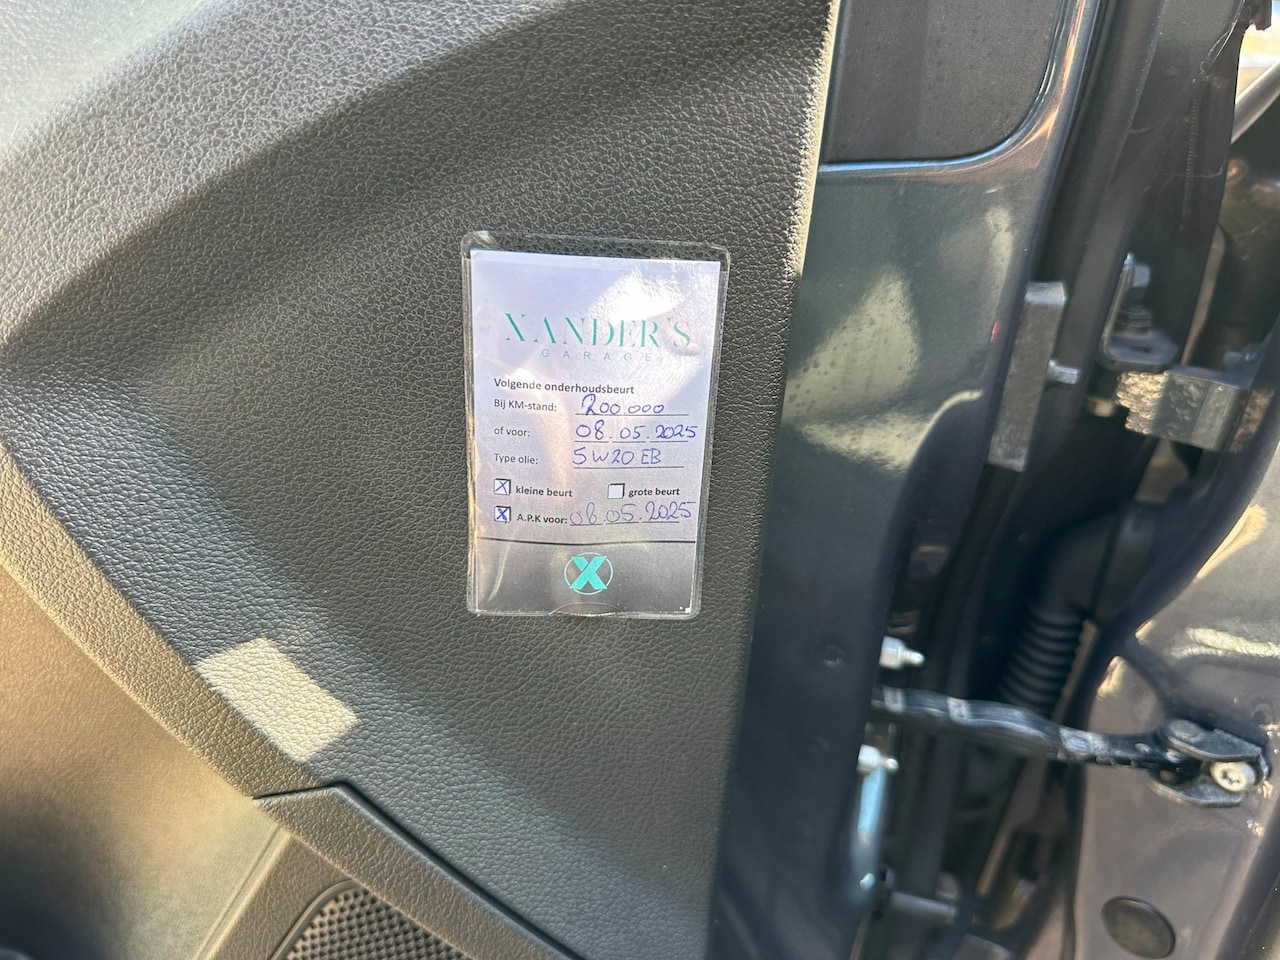 XANDER'S
GARAGE
Volgende onderhoudsbeurt
Bij KM-stand: 200.000
of voor: 08.05.2025
Type olie: 5W20 EB
X kleine beurt grote beurt
X A.P.K voor: 08.05.2025
X